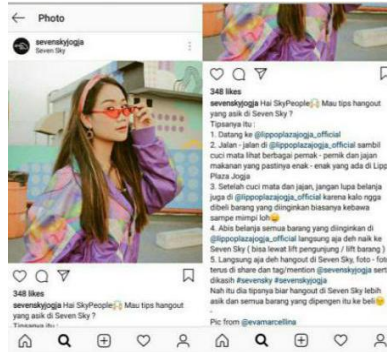 Photo
sevenskyjogja
Seven Sky
348 likes
sevenskyjogja Hai SkyPeople Mau tips hangout
yang asik di Seven Sky ?
Tipsanya itu :
348 likes
sevenskyjogja Hai SkyPeople Mau tips hangout
yang asik di Seven Sky ?
Tipsanya itu :
1. Datang ke @lippoplazajogja_official
2. Jalan - jalan di @lippoplazajogja_official sambil
cuci mata lihat berbagai pernak - pernik dan jajan
makanan yang pastinya enak - enak yang ada di Lipp
Plaza Jogja
3. Setelah cuci mata dan jajan, jangan lupa belanja
juga di @lippoplazajogja_official karena kalo ngga
dibeli barang yang diinginkan biasanya kebawa
sampe mimpi loh
4. Abis belanja semua barang yang diinginkan di
@lippoplazajogja_official langsung aja deh naik ke
Seven Sky ( bisa lewat lift pengunjung / lift barang )
5. Langsung aja deh hangout di Seven Sky, foto - foto
terus di share dan tag/mention @sevenskyjogja sert
dikasih #sevensky #sevenskyjogja
Nah itu dia tipsnya biar hangout di Seven Sky lebih
asik dan semua barang yang dipengen itu ke beli
.
Pic from @evamarcellina